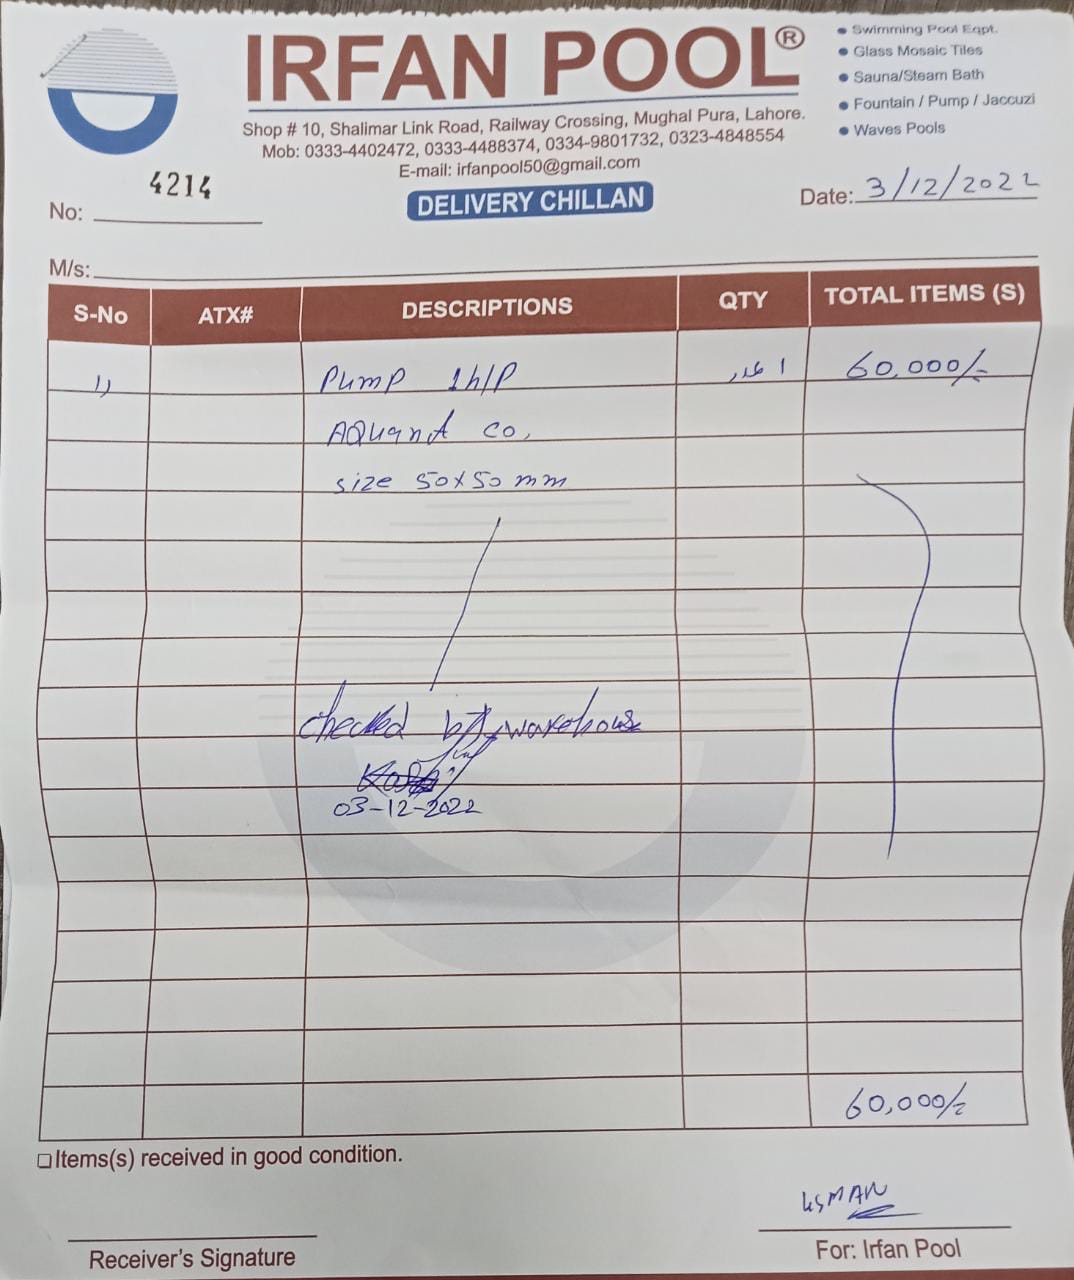 IRFAN POOL®
Shop # 10, Shalimar Link Road, Railway Crossing, Mughal Pura, Lahore.
Mob: 0333-4402472, 0333-4488374, 0334-9801732, 0323-4848554
E-mail: irfanpool50@gmail.com
• Swimming Pool Eqpt.
• Glass Mosaic Tiles
• Sauna/Steam Bath
• Fountain / Pump / Jaccuzi
• Waves Pools
DELIVERY CHILLAN
No: 4214
Date: 3/12/2022
M/s:
S-No ATX# DESCRIPTIONS QTY TOTAL ITEMS (S)
1) Pump 1h/P 1 عدد 60,000/-
AQuant co,
size 50x50 mm
checked by warehouse
03-12-2022
60,000/-
Items(s) received in good condition.
USMAN
Receiver's Signature
For: Irfan Pool